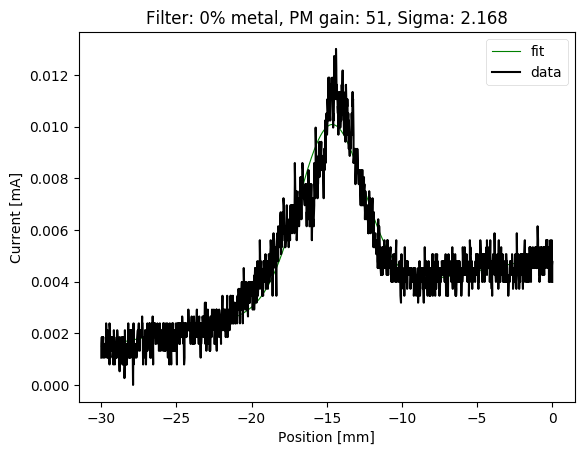 Filter: 0% metal, PM gain: 51, Sigma: 2.168
fit
data
Current [mA]
0.012
0.010
0.008
0.006
0.004
0.002
0.000
−30 −25 −20 −15 −10 −5 0
Position [mm]